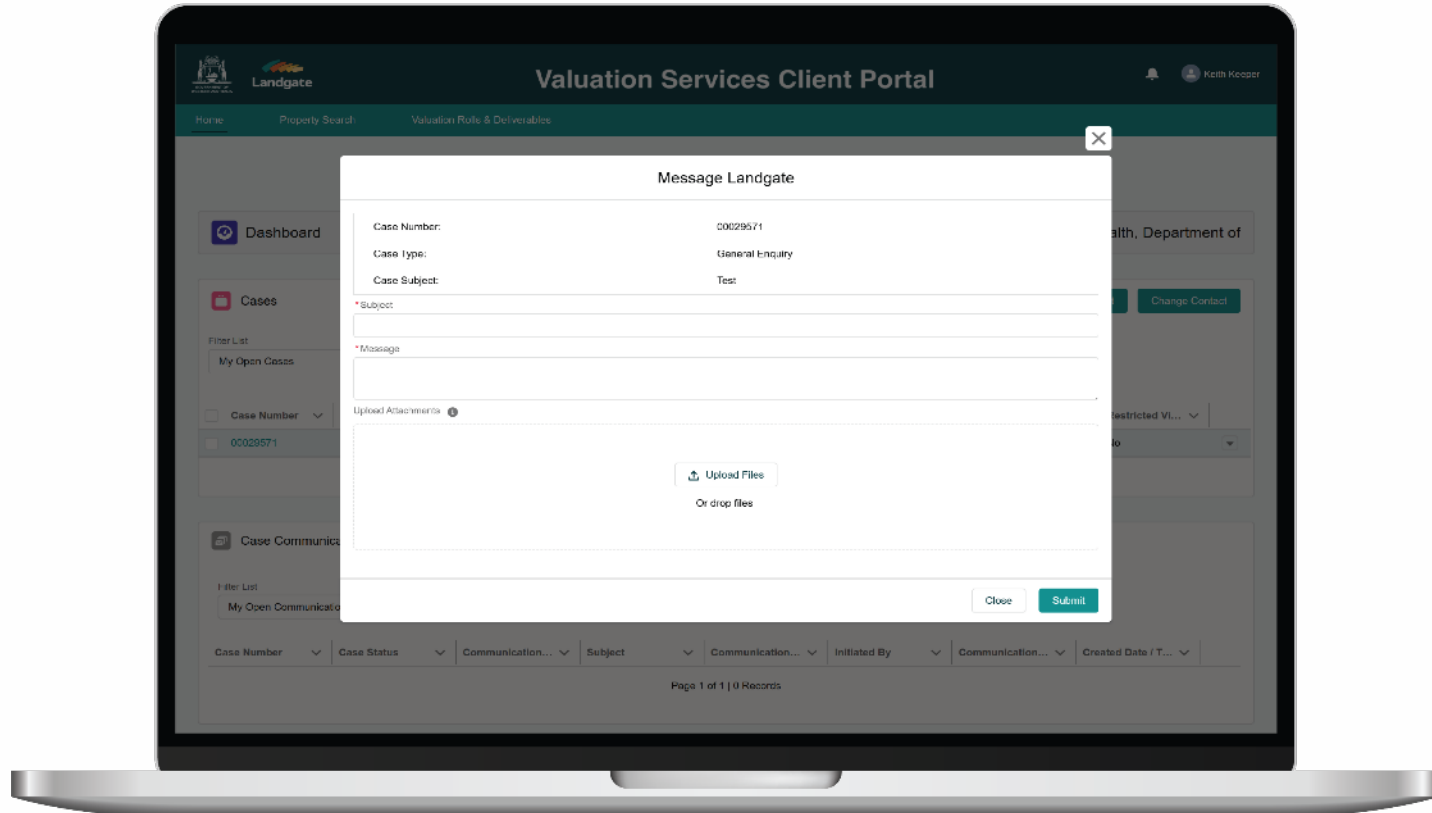 Landgate
Valuation Services Client Portal
Keith Keeper
Home Property Search Valuation Rolls & Deliverables
Message Landgate
Dashboard
alth, Department of
Case Number: 00029571
Case Type: General Enquiry
Case Subject: Test
Cases
Change Contact
*Subject
Filter List
My Open Cases
*Message
Upload Attachments
Case Number
Restricted Vi...
00029571
No
Upload Files
Or drop files
Case Communica
Filter List
My Open Communicatio
Close Submit
Case Number Case Status Communication... Subject Communication... Initiated By Communication... Created Date / T...
Page 1 of 1 | 0 Records